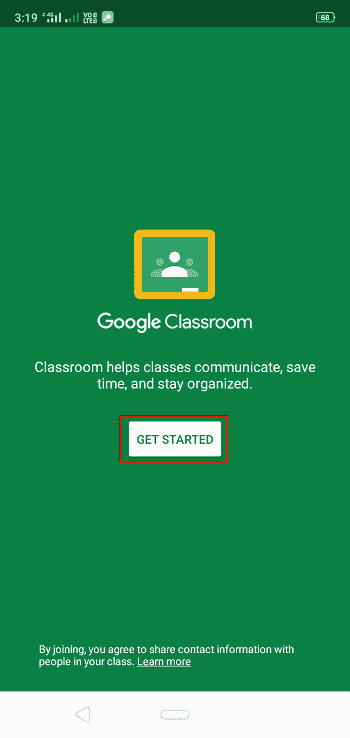 3:19 4G VO LTE 68
Google Classroom
Classroom helps classes communicate, save
time, and stay organized.
GET STARTED
By joining, you agree to share contact information with
people in your class. Learn more